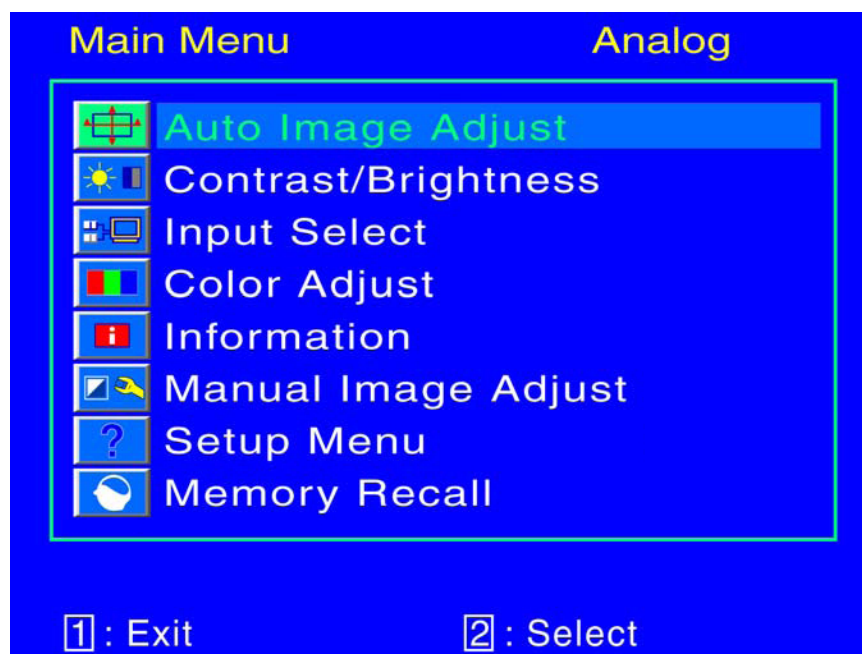 Main Menu Analog
Auto Image Adjust
Contrast/Brightness
Input Select
Color Adjust
i Information
Manual Image Adjust
? Setup Menu
Memory Recall
1 : Exit 2 : Select